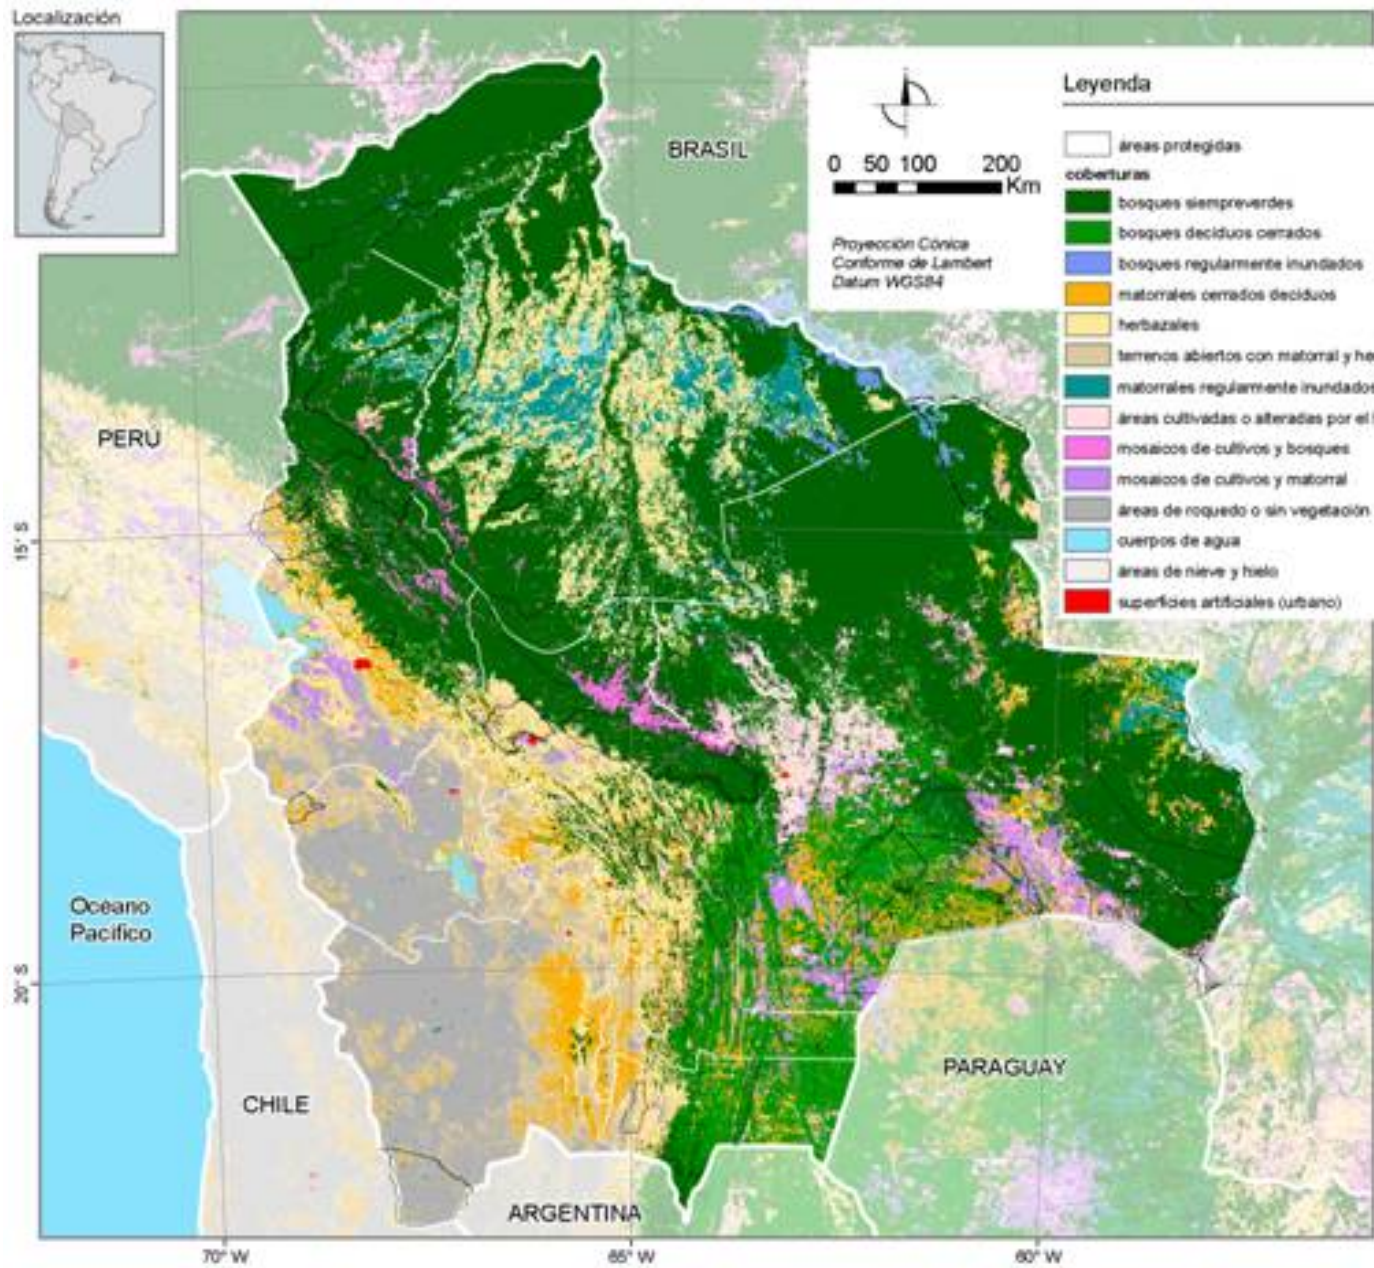 Localización
Leyenda
BRASIL
0 50 100 200
Km
Proyección Cónica
Conforme de Lambert
Datum WGS84
áreas protegidas
coberturas
bosques siempreverdes
bosques deciduos cerrados
bosques regularmente inundados
matorrales cerrados deciduos
herbazales
terrenos abiertos con matorral y he
matorrales regularmente inundados
áreas cultivadas o alteradas por el
mosaicos de cultivos y bosques
mosaicos de cultivos y matorral
áreas de roquedo o sin vegetación
cuerpos de agua
áreas de nieve y hielo
superficies artificiales (urbano)
PERU
15° S
Océano
Pacífico
20° S
CHILE
PARAGUAY
ARGENTINA
70° W
65° W
60° W